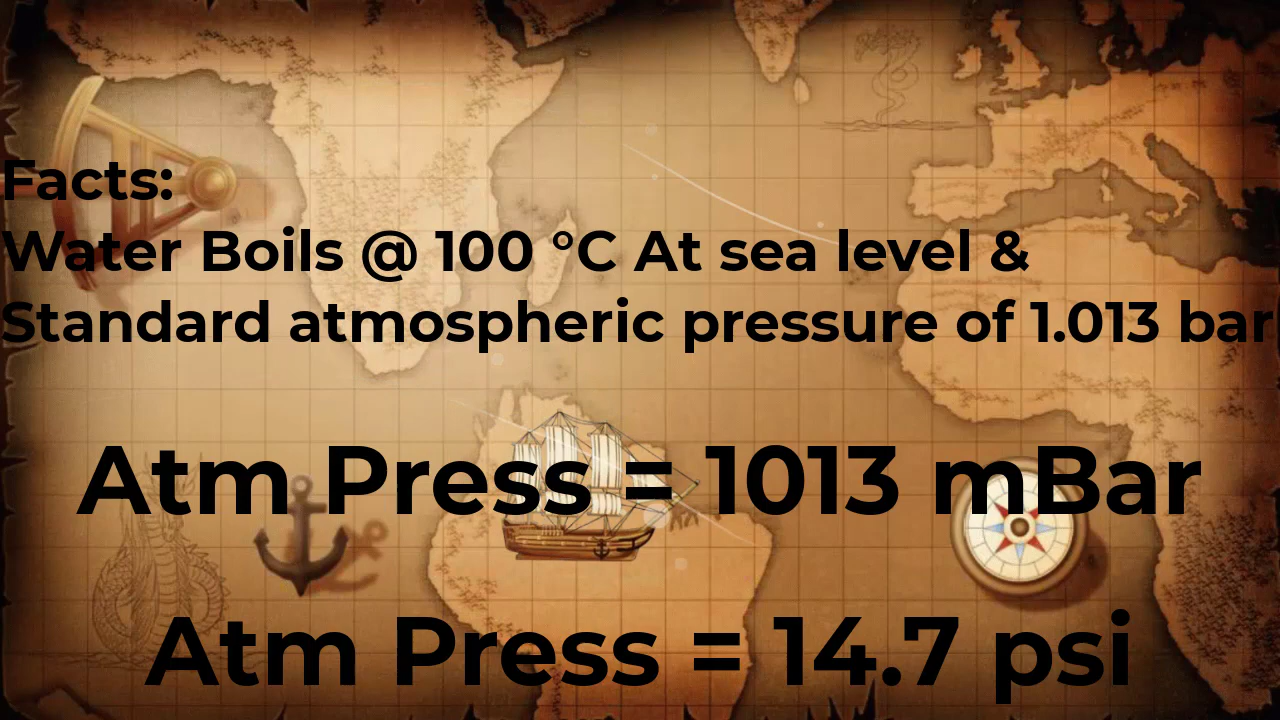 Facts:
Water Boils @ 100 °C At sea level &
Standard atmospheric pressure of 1.013 bar
Atm Press = 1013 mBar
Atm Press = 14.7 psi